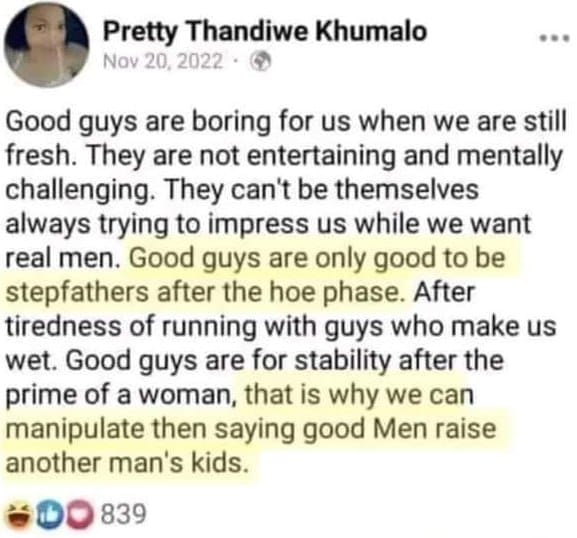 Pretty Thandiwe Khumalo
Nov 20, 2022
Good guys are boring for us when we are still
fresh. They are not entertaining and mentally
challenging. They can't be themselves
always trying to impress us while we want
real men. Good guys are only good to be
stepfathers after the hoe phase. After
tiredness of running with guys who make us
wet. Good guys are for stability after the
prime of a woman, that is why we can
manipulate then saying good Men raise
another man's kids.
839